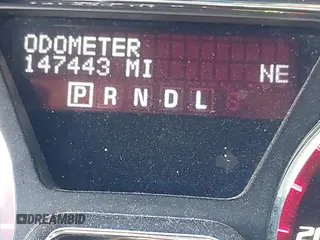 ODOMETER
147443 MI NE
P R N D L
DREAMBID